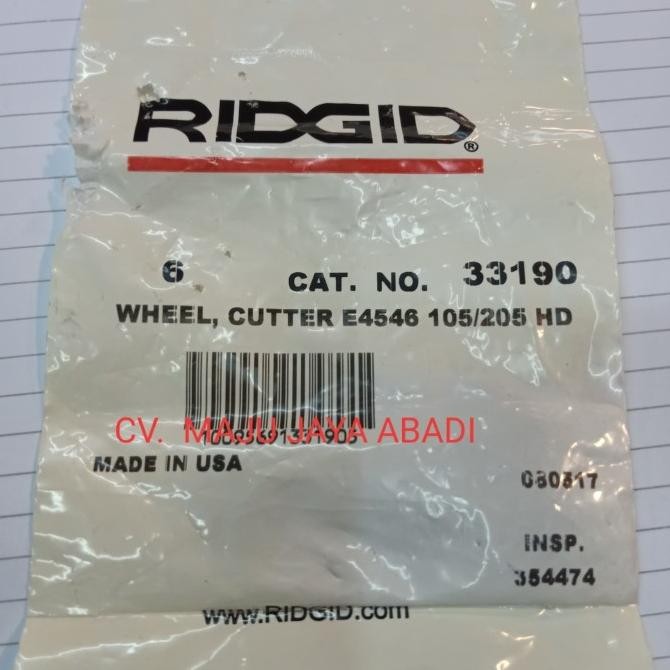 RIDGID®
6 CAT. NO. 33190
WHEEL, CUTTER E4546 105/205 HD
CV. MAJU JAYA ABADI
MADE IN USA
080517
INSP.
354474
www.RIDGID.com